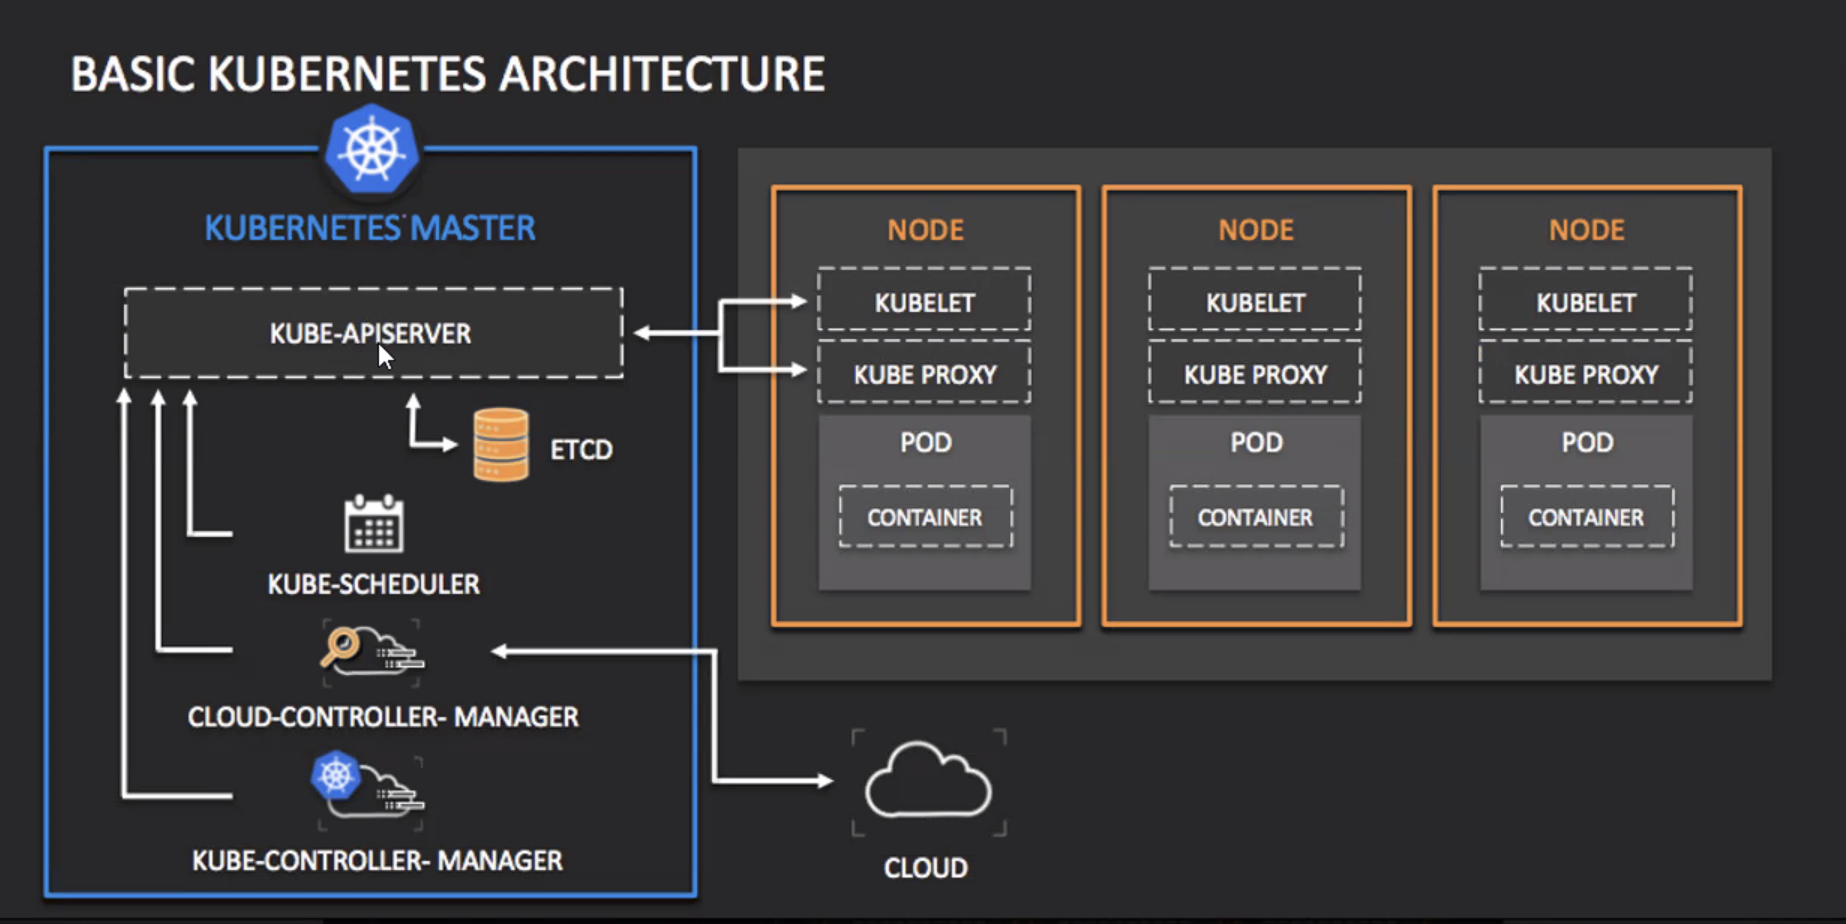 BASIC KUBERNETES ARCHITECTURE
KUBERNETES MASTER
KUBE-APISERVER
ETCD
KUBE-SCHEDULER
CLOUD-CONTROLLER- MANAGER
KUBE-CONTROLLER- MANAGER
NODE
KUBELET
KUBE PROXY
POD
CONTAINER
NODE
KUBELET
KUBE PROXY
POD
CONTAINER
NODE
KUBELET
KUBE PROXY
POD
CONTAINER
CLOUD